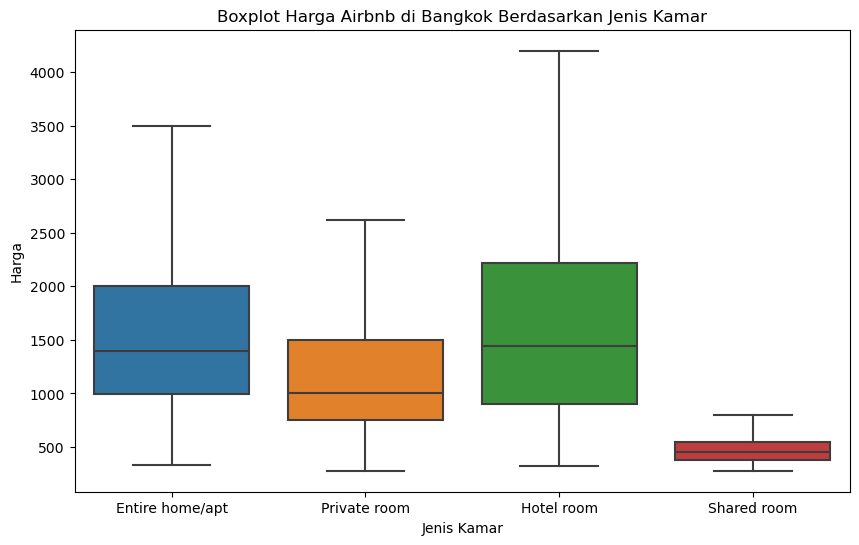 Boxplot Harga Airbnb di Bangkok Berdasarkan Jenis Kamar
4000
3500
3000
2500
2000
1500
1000
500
Harga
Entire home/apt
Private room
Hotel room
Shared room
Jenis Kamar